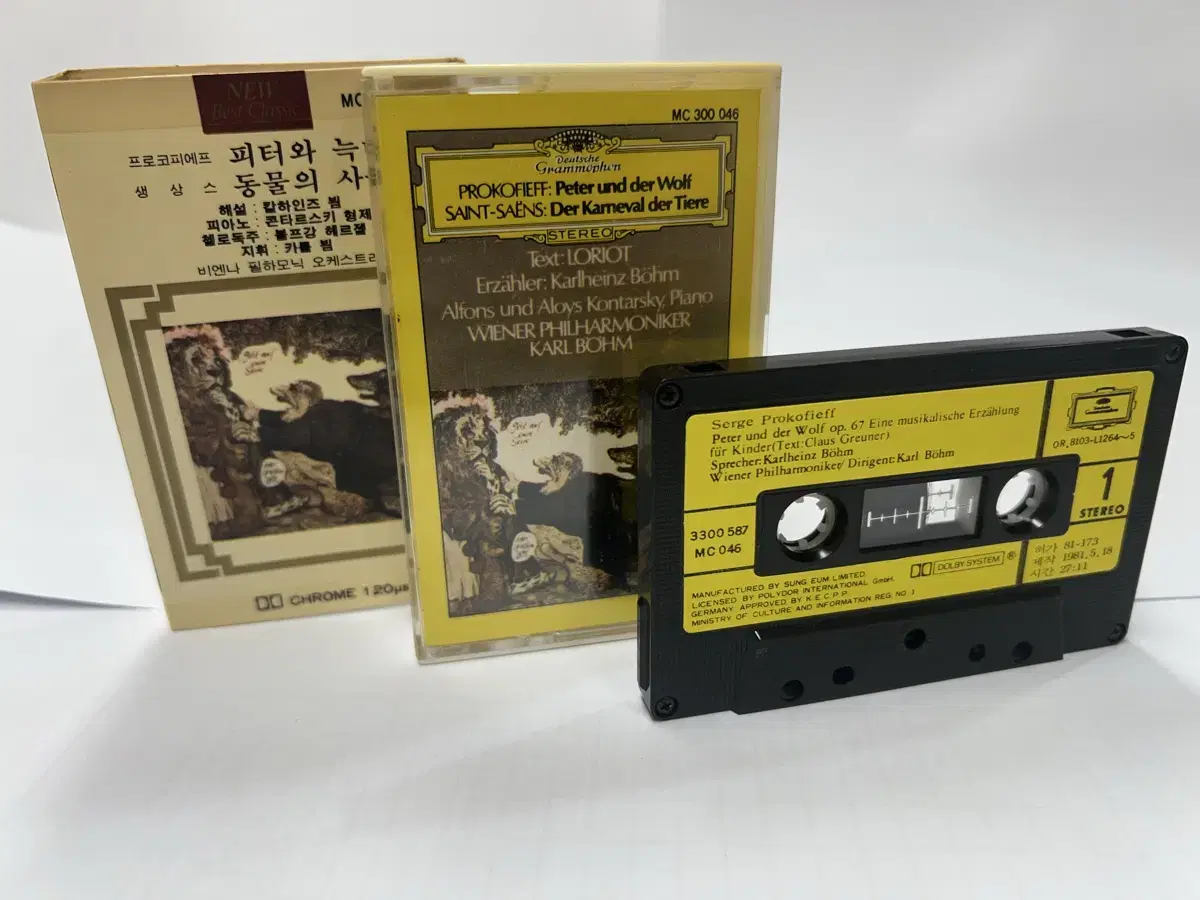 NEW
Best Classic
MC
프로코피에프 피터와 늑
생 상 스 동물의 사
해설 : 칼하인즈 뵘
피아노 : 콘타르스키 형제
첼로독주 : 볼프강 헤르젤
지휘 : 카를 뵘
비엔나 필하모닉 오케스트라
CHROME 120μs
MC 300 046
Deutsche
Grammophon
PROKOFIEFF: Peter und der Wolf
SAINT-SAËNS: Der Karneval der Tiere
STEREO
Text: LORIOT
Erzähler: Karlheinz Böhm
Alfons und Aloys Kontarsky, Piano
WIENER PHILHARMONIKER
KARL BÖHM
Serge Prokofieff
Peter und der Wolf op. 67 Eine musikalische Erzählung
für Kinder(Text:Claus Greuner)
Sprecher:Karlheinz Böhm
Wiener Philharmoniker/ Dirigent:Karl Böhm
OR, 8103-L1264～5
1
STEREO
3300 587
MC 046
DOLBY SYSTEM ®
MANUFACTURED BY SUNG EUM LIMITED.
LICENSED BY POLYDOR INTERNATIONAL GmbH,
GERMANY APPROVED BY K.E.C.P.P.
MINISTRY OF CULTURE AND INFORMATION REG. NO. 1
허가 81-173
제작 1981.5.18
시간 27:11